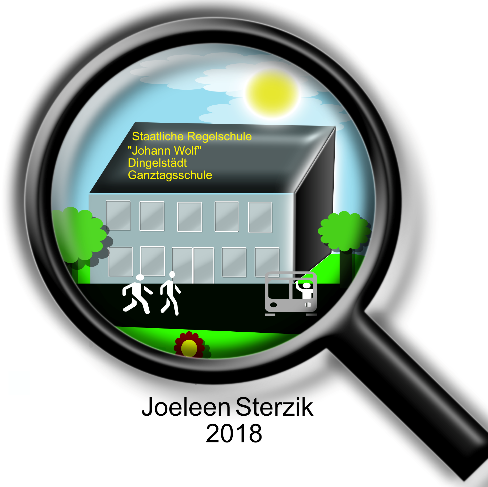 Staatliche Regelschule
"Johann Wolf"
Dingelstädt
Ganztagsschule
Joeleen Sterzik
2018